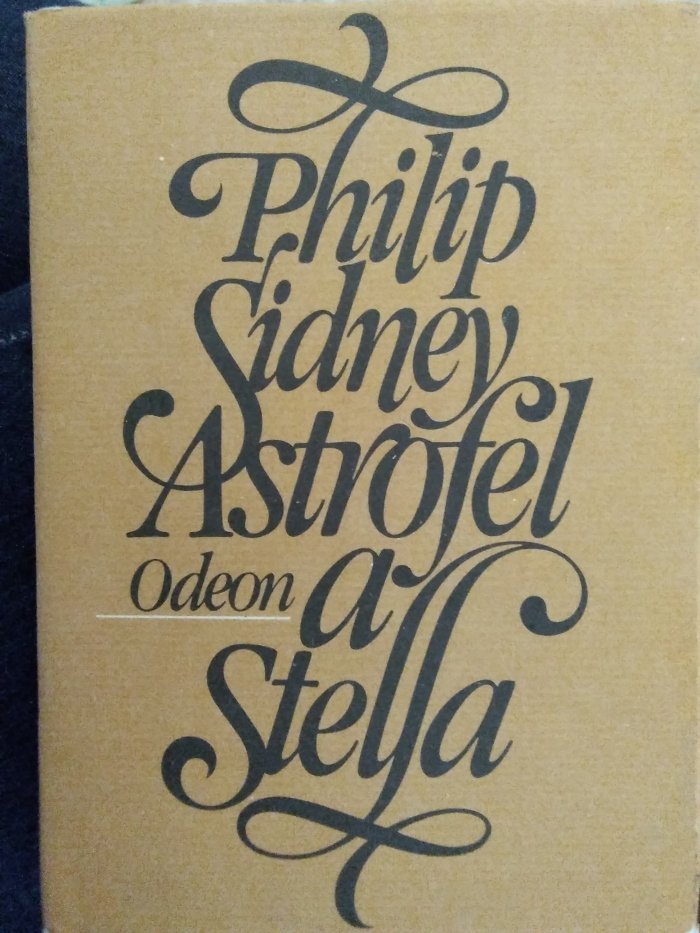 Philip
Sidney
Astrofel
a
Odeon
Stella